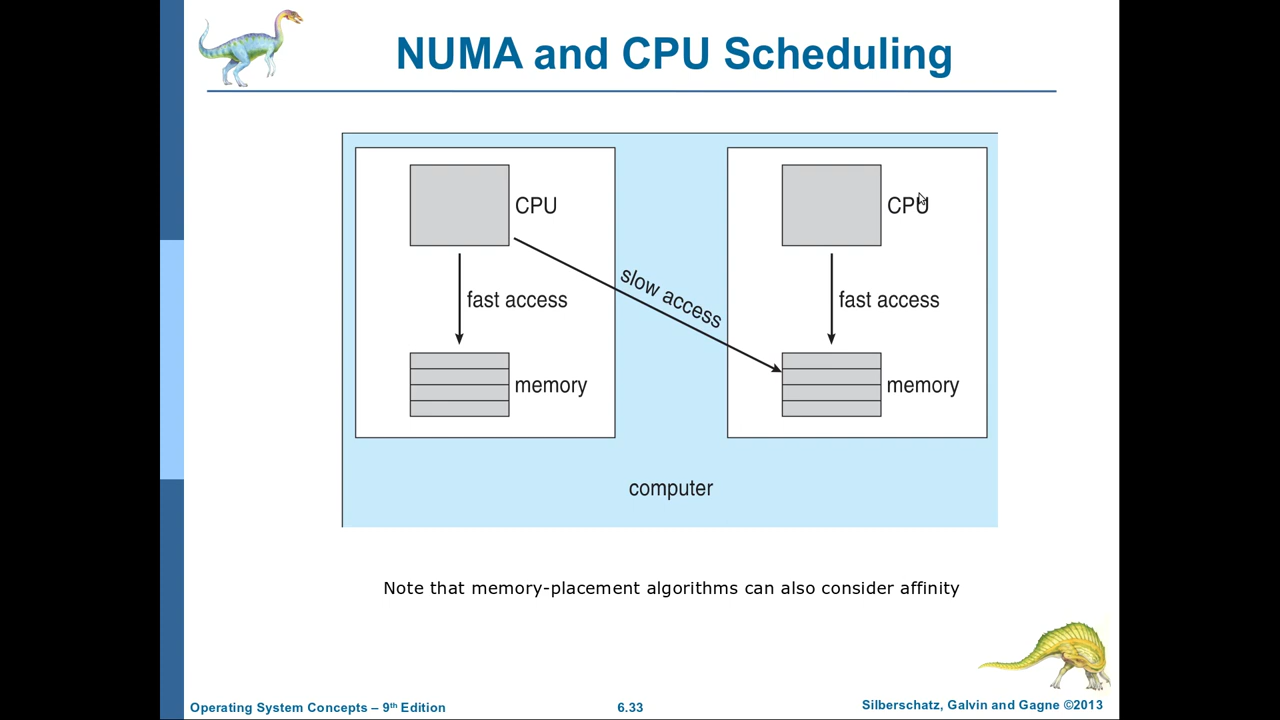 NUMA and CPU Scheduling
CPU
CPU
slow access
fast access
fast access
memory
memory
computer
Note that memory-placement algorithms can also consider affinity
Operating System Concepts – 9th Edition
6.33
Silberschatz, Galvin and Gagne ©2013